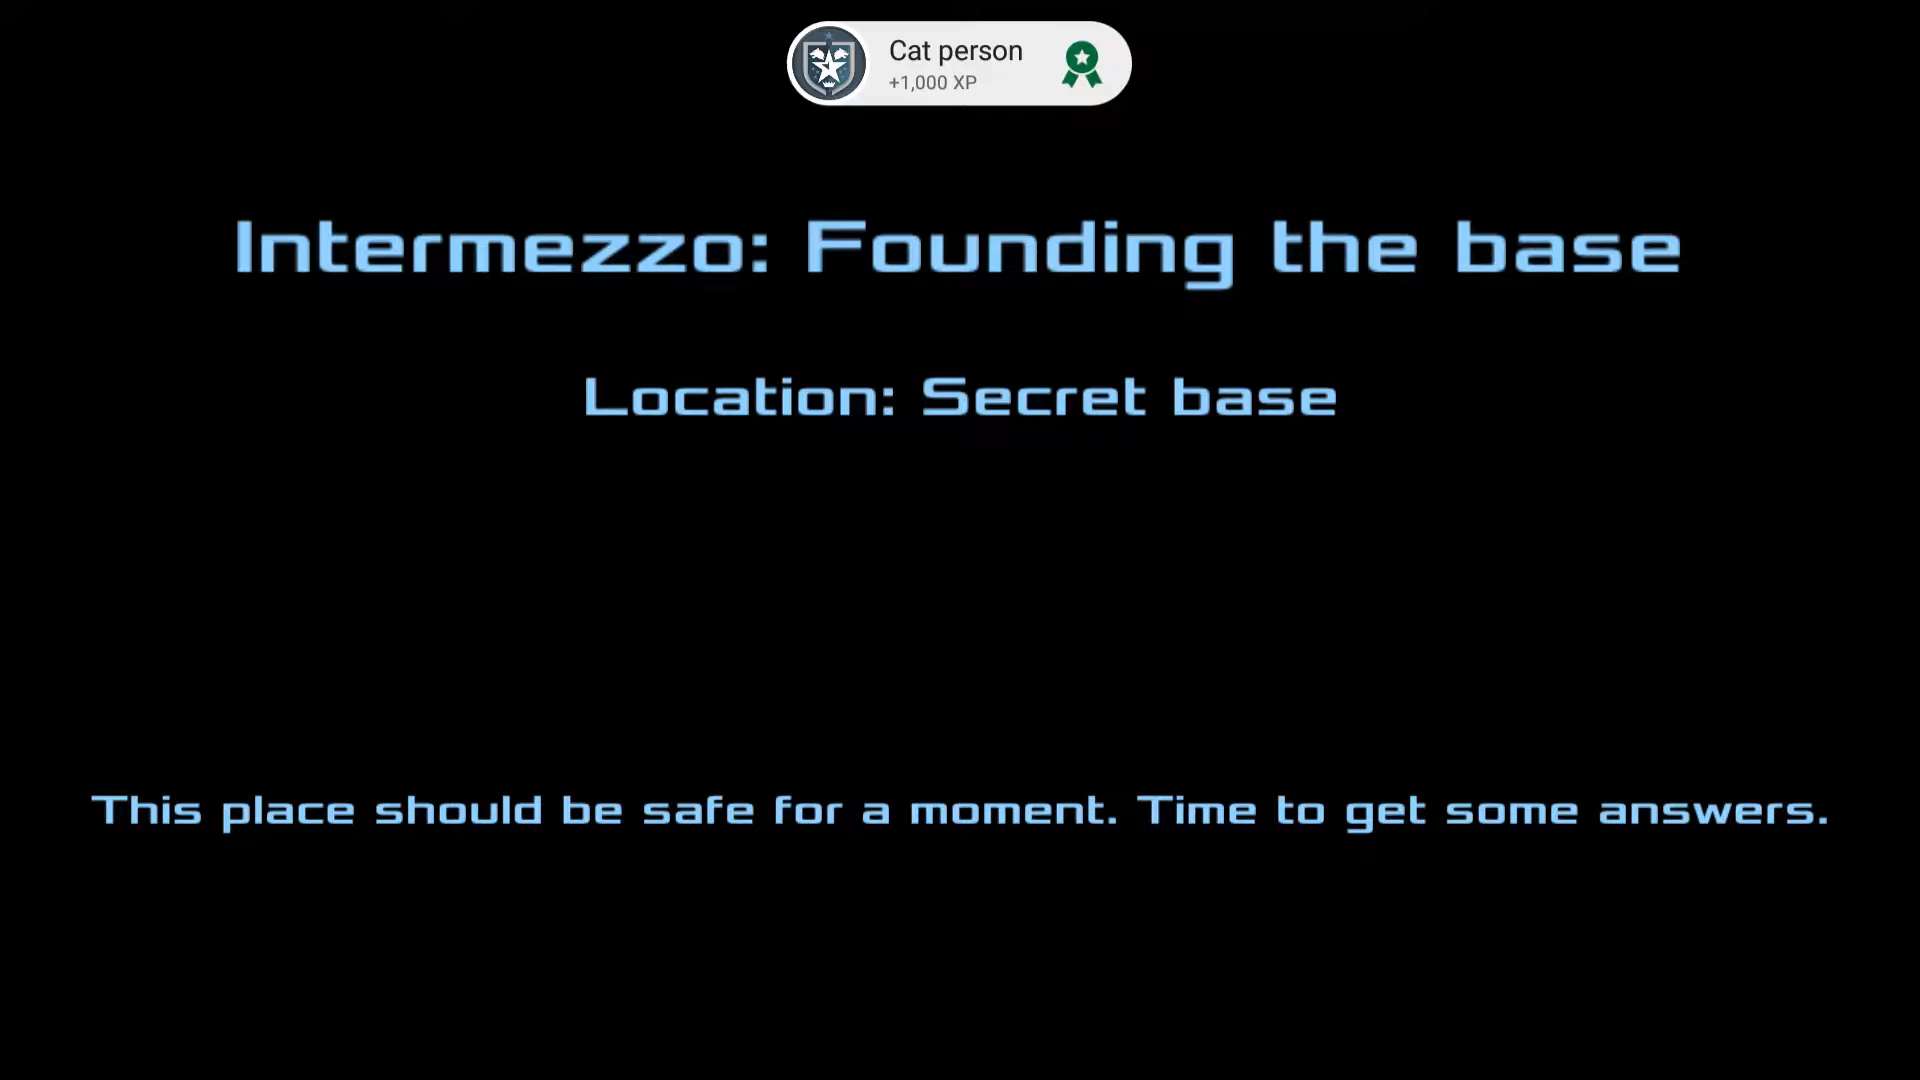 Cat person
+1,000 XP
Intermezzo: Founding the base
Location: Secret base
This place should be safe for a moment. Time to get some answers.